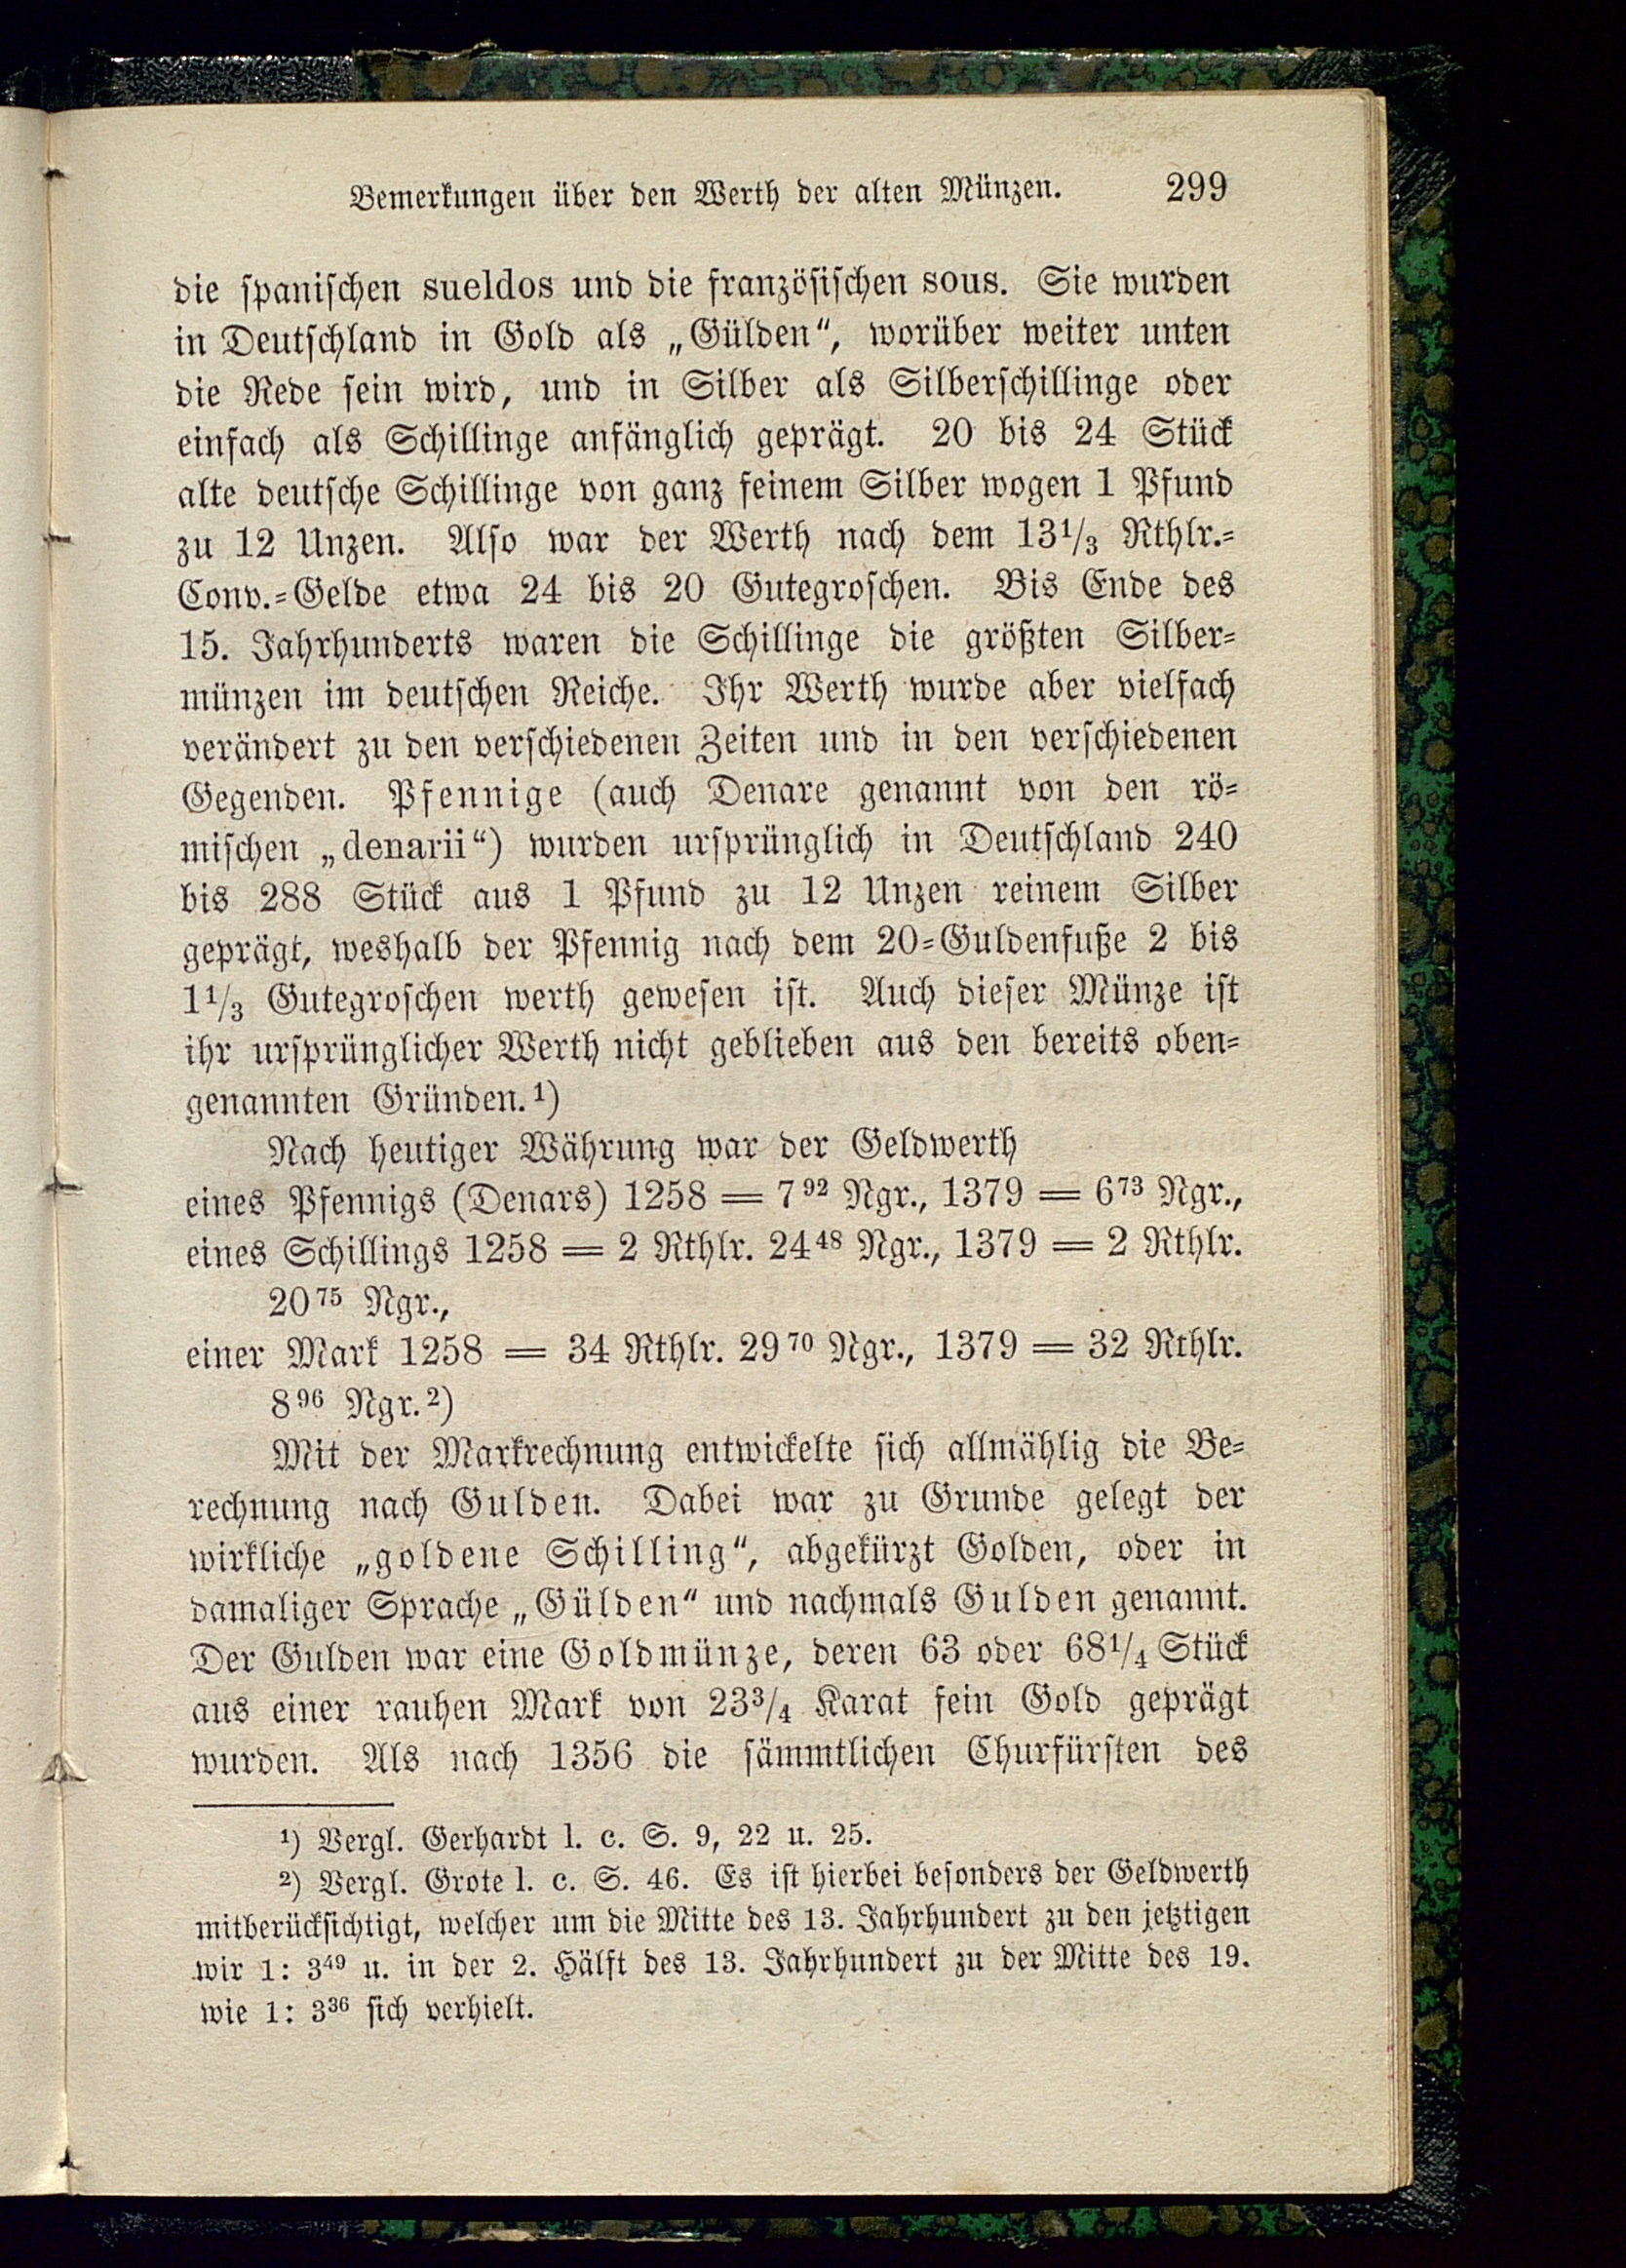 Bemerkungen über den Werth der alten Münzen. 299
die spanischen sueldos und die französischen sous. Sie wurden
in Deutschland in Gold als „Gülden“, worüber weiter unten
die Rede sein wird, und in Silber als Silberschillinge oder
einfach als Schillinge anfänglich geprägt. 20 bis 24 Stück
alte deutsche Schillinge von ganz feinem Silber wogen 1 Pfund
zu 12 Unzen. Also war der Werth nach dem 13¹/₃ Rthlr.-
Conv.-Gelde etwa 24 bis 20 Gutegroschen. Bis Ende des
15. Jahrhunderts waren die Schillinge die größten Silber-
münzen im deutschen Reiche. Ihr Werth wurde aber vielfach
verändert zu den verschiedenen Zeiten und in den verschiedenen
Gegenden. Pfennige (auch Denare genannt von den rö-
mischen „denarii“) wurden ursprünglich in Deutschland 240
bis 288 Stück aus 1 Pfund zu 12 Unzen reinem Silber
geprägt, weshalb der Pfennig nach dem 20-Guldenfuße 2 bis
1¹/₃ Gutegroschen werth gewesen ist. Auch dieser Münze ist
ihr ursprünglicher Werth nicht geblieben aus den bereits oben-
genannten Gründen.¹)
Nach heutiger Währung war der Geldwerth
eines Pfennigs (Denars) 1258 = 7⁹² Ngr., 1379 = 6⁷³ Ngr.,
eines Schillings 1258 = 2 Rthlr. 24⁴⁸ Ngr., 1379 = 2 Rthlr.
20⁷⁵ Ngr.,
einer Mark 1258 = 34 Rthlr. 29⁷⁰ Ngr., 1379 = 32 Rthlr.
8⁹⁶ Ngr.²)
Mit der Markrechnung entwickelte sich allmählig die Be-
rechnung nach Gulden. Dabei war zu Grunde gelegt der
wirkliche „goldene Schilling“, abgekürzt Golden, oder in
damaliger Sprache „Gülden“ und nachmals Gulden genannt.
Der Gulden war eine Goldmünze, deren 63 oder 68¹/₄ Stück
aus einer rauhen Mark von 23³/₄ Karat fein Gold geprägt
wurden. Als nach 1356 die sämmtlichen Churfürsten des
¹) Vergl. Gerhardt l. c. S. 9, 22 u. 25.
²) Vergl. Grote l. c. S. 46. Es ist hierbei besonders der Geldwerth
mitberücksichtigt, welcher um die Mitte des 13. Jahrhundert zu den jetztigen
wir 1: 3⁴⁹ u. in der 2. Hälft des 13. Jahrhundert zu der Mitte des 19.
wie 1: 3³⁶ sich verhielt.